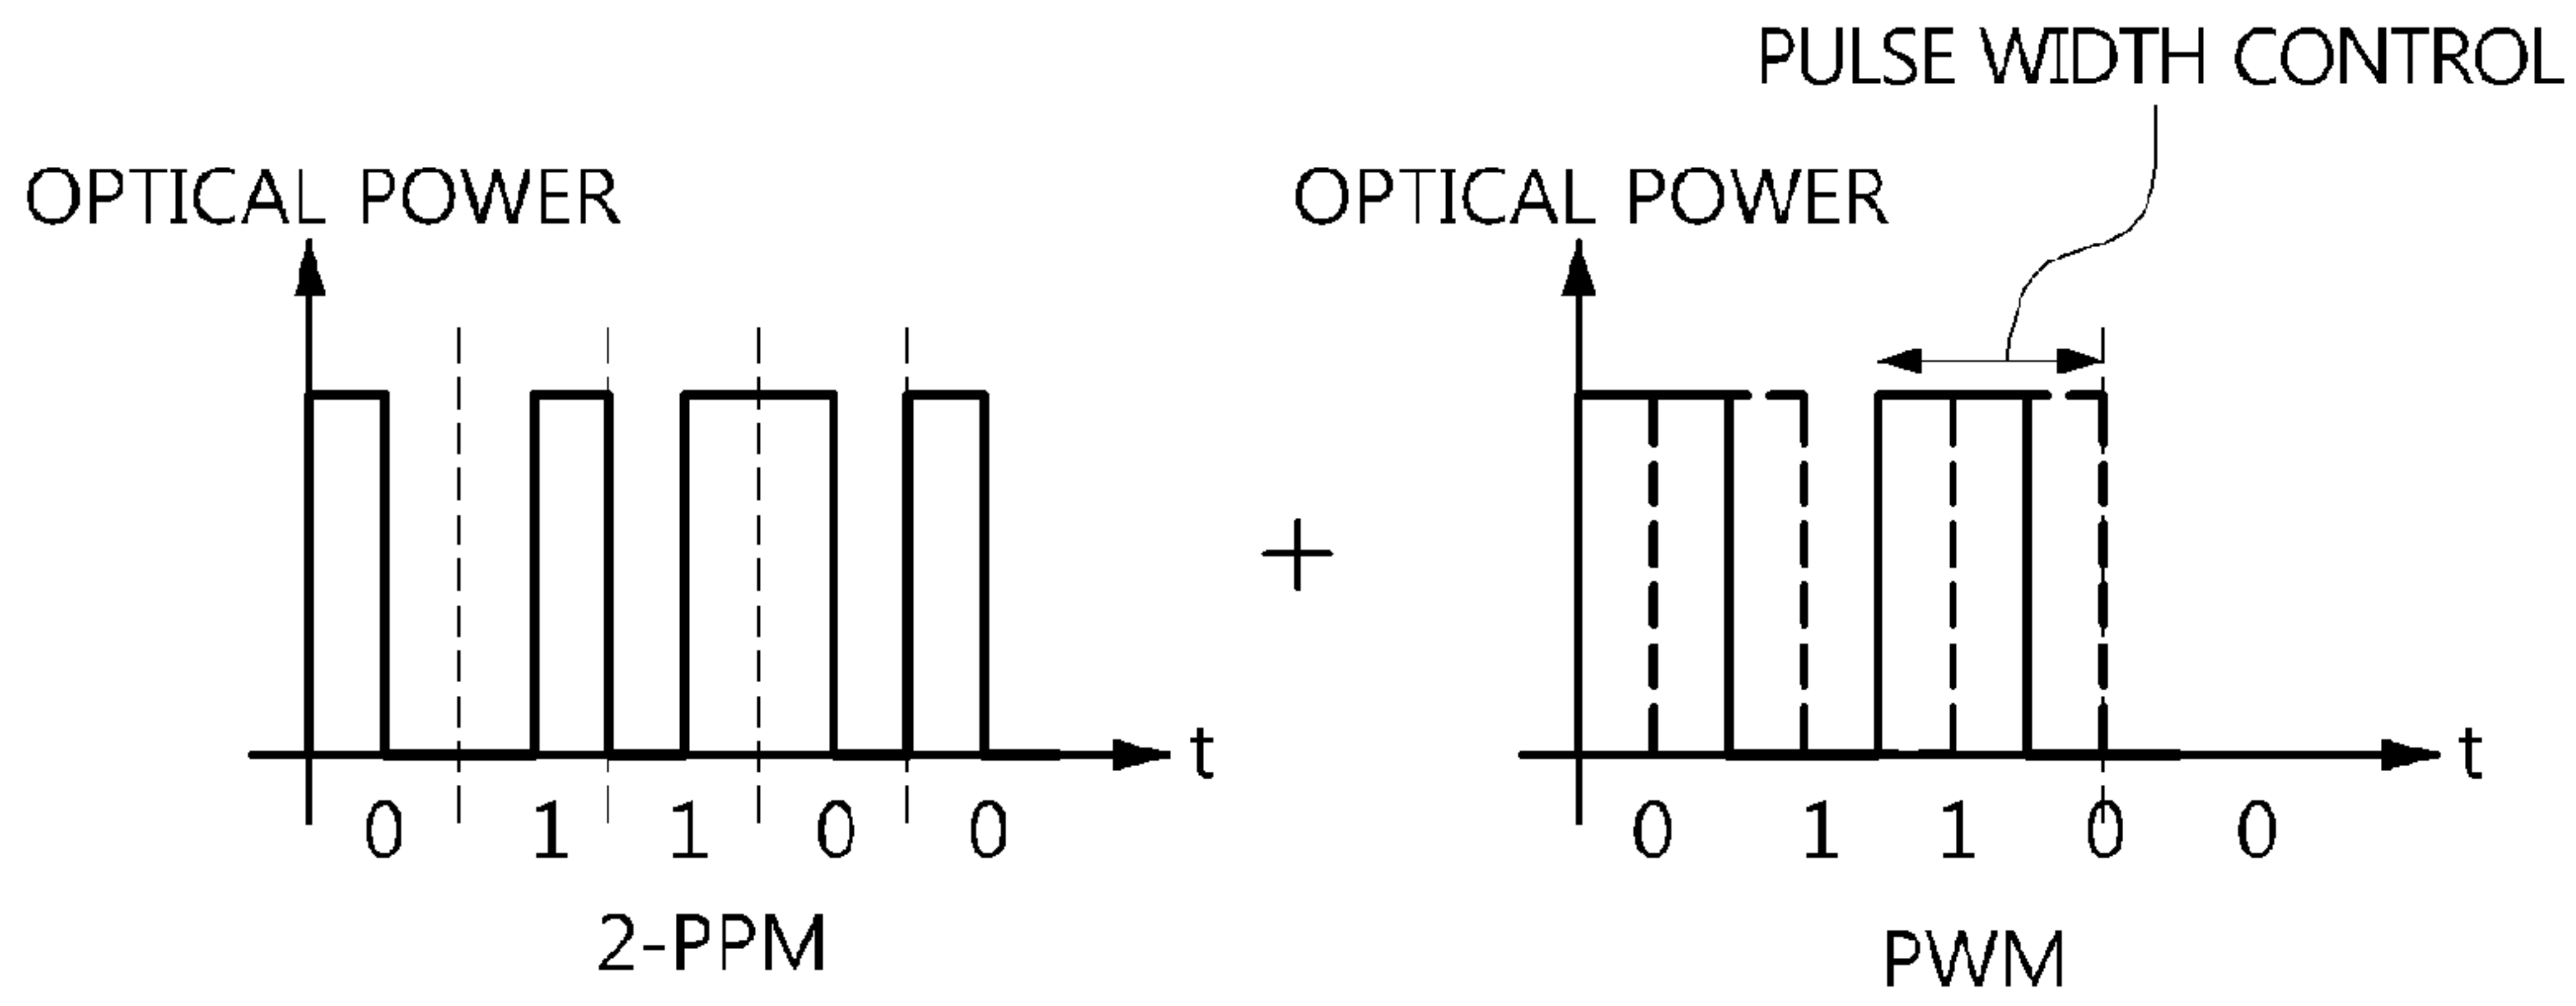 PULSE WIDTH CONTROL
OPTICAL POWER
OPTICAL POWER
+
t
t
0 1 1 0 0
0 1 1 0 0
2-PPM
PWM